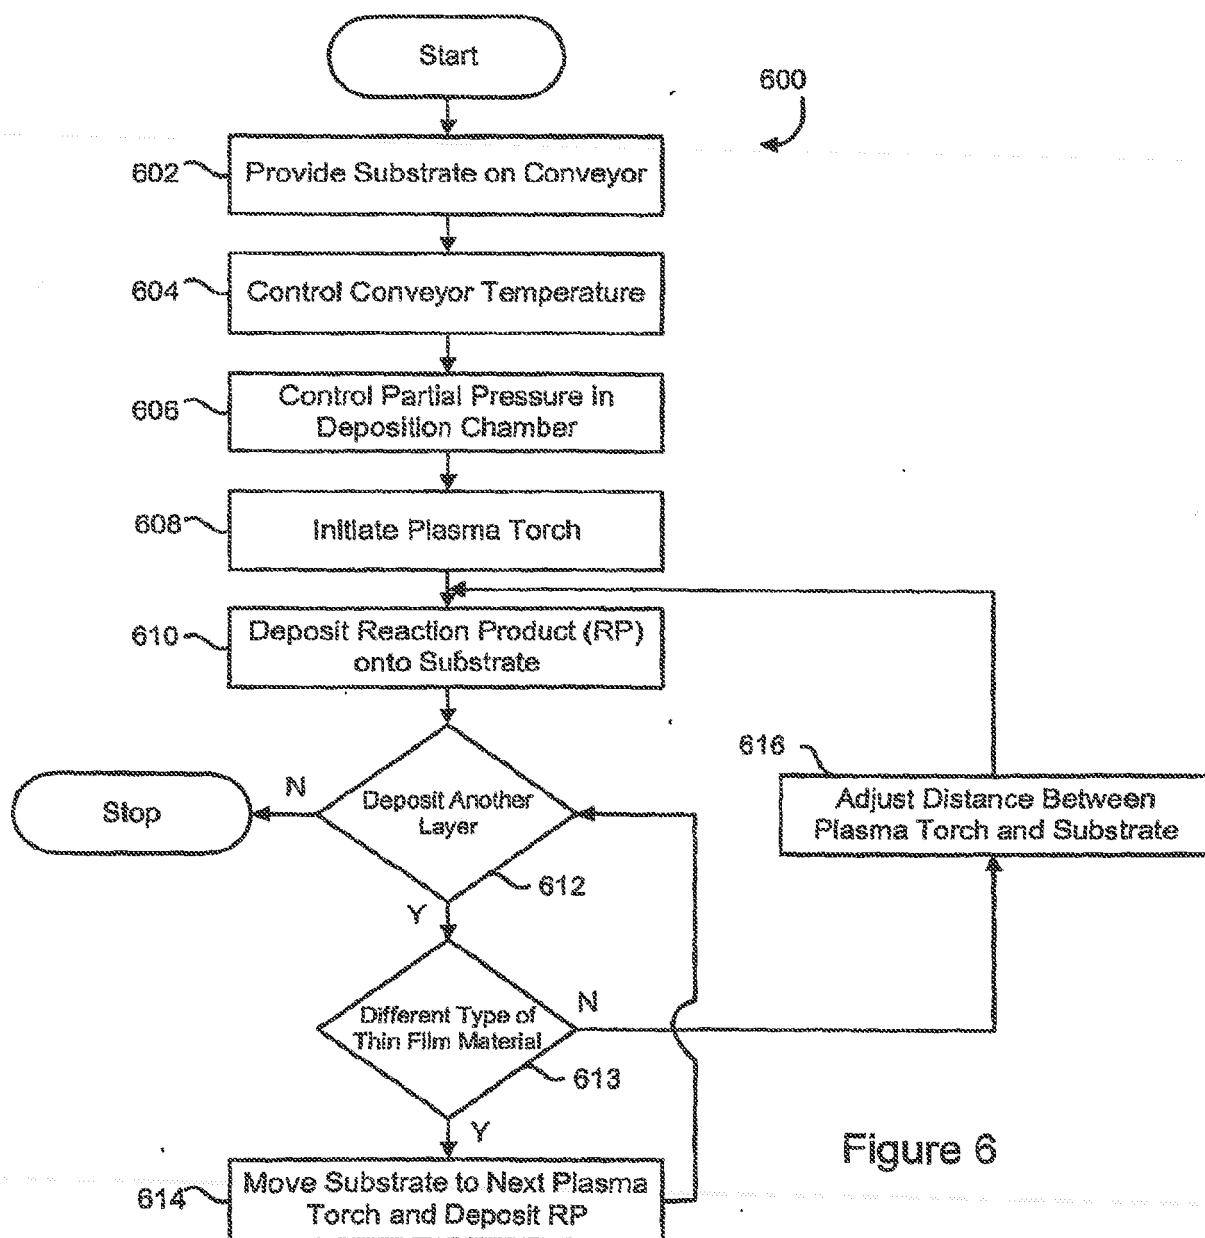 Start
600
602
Provide Substrate on Conveyor
604
Control Conveyor Temperature
606
Control Partial Pressure in
Deposition Chamber
608
Initiate Plasma Torch
610
Deposit Reaction Product (RP)
onto Substrate
616
Adjust Distance Between
Plasma Torch and Substrate
Stop
N
Deposit Another
Layer
612
Y
Different Type of
Thin Film Material
N
613
Y
614
Move Substrate to Next Plasma
Torch and Deposit RP
Figure 6